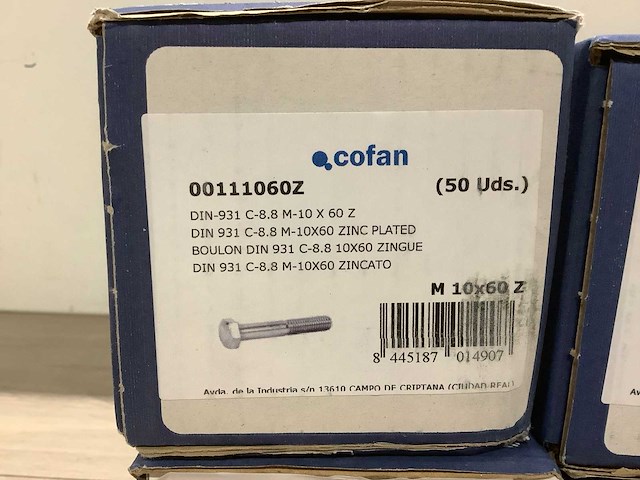 cofan
00111060Z (50 Uds.)
DIN-931 C-8.8 M-10 X 60 Z
DIN 931 C-8.8 M-10X60 ZINC PLATED
BOULON DIN 931 C-8.8 10X60 ZINGUE
DIN 931 C-8.8 M-10X60 ZINCATO
M 10x60 Z
8 445187 014907
Avda. de la Industria s/n 13610 CAMPO DE CRIPTANA (CIUDAD REAL)